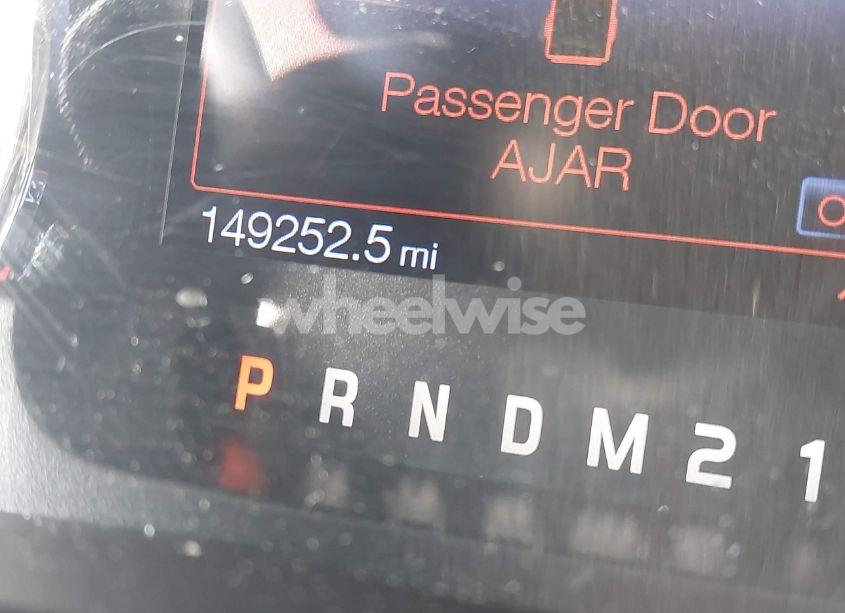 Passenger Door
AJAR
O
149252.5 mi
wheelwise
P R N D M 2 1